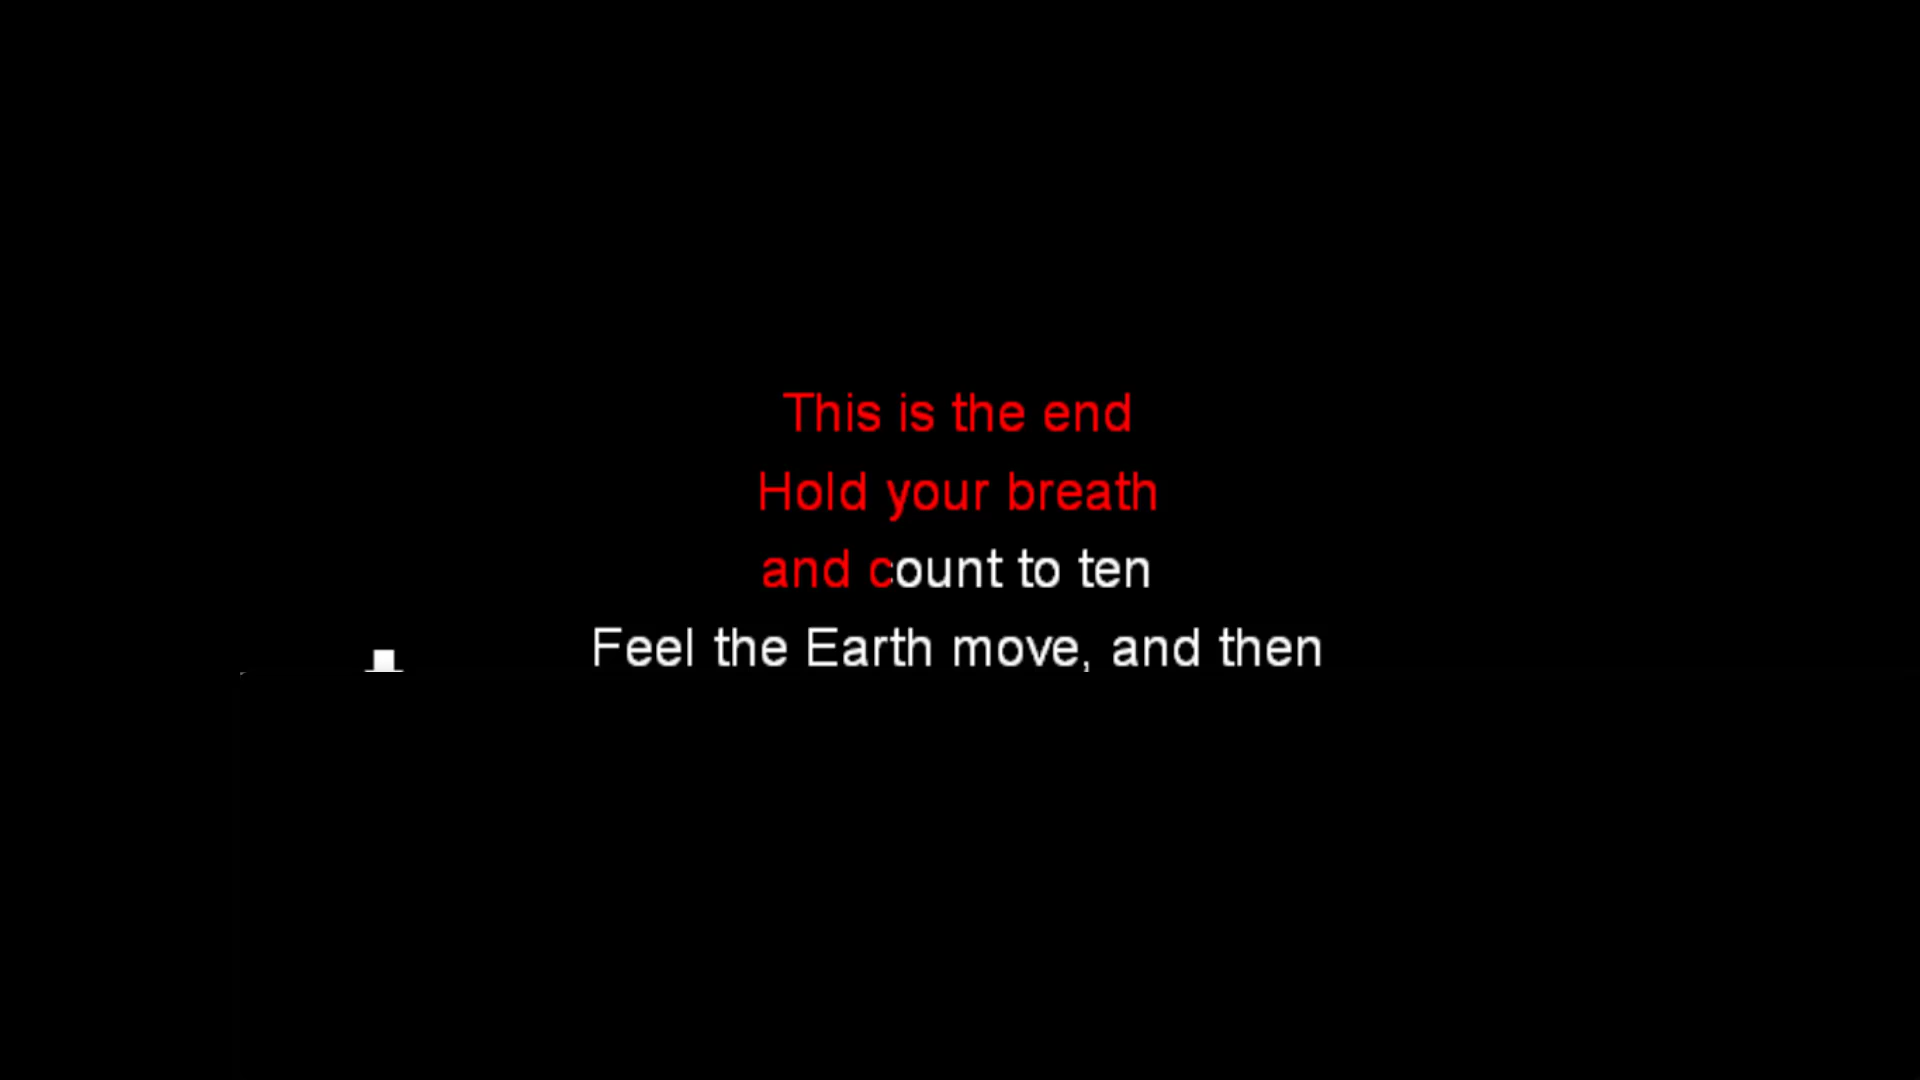 This is the end
Hold your breath
and count to ten
Feel the Earth move, and then